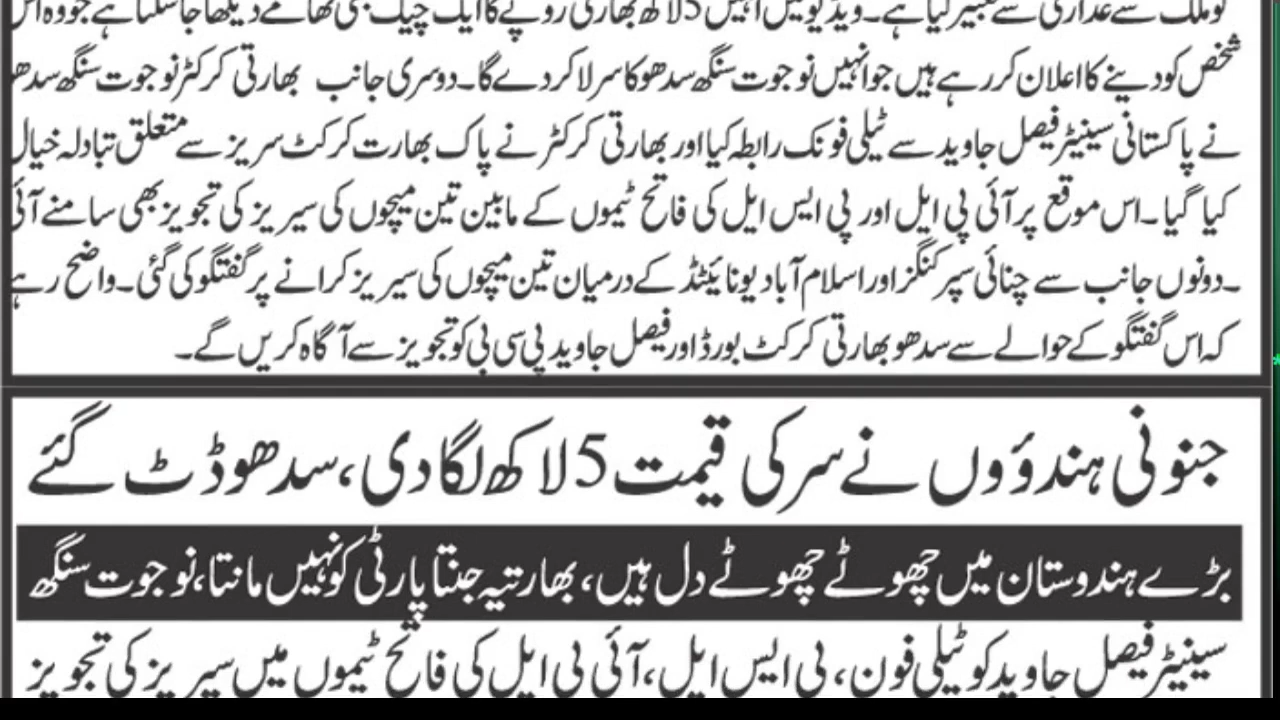 تو ملک سے غداری سے تعبیر کیا ہے۔ ویڈیو میں انہیں 5 لاکھ بھارتی روپے کا ایک چیک بھی تھامے دیکھا جا سکتا ہے جو وہ اس
شخص کو دینے کا اعلان کر رہے ہیں جو انہیں نوجوت سنگھ سدھو کا سر لا کر دے گا۔ دوسری جانب بھارتی کرکٹر نوجوت سنگھ سدھو
نے پاکستانی سینیٹر فیصل جاوید سے ٹیلی فونک رابطہ کیا اور بھارتی کرکٹر نے پاک بھارت کرکٹ سریز سے متعلق تبادلہ خیال
کیا گیا۔ اس موقع پر آئی پی ایل اور پی ایس ایل کی فاتح ٹیموں کے مابین تین میچوں کی سیریز کی تجویز بھی سامنے آئی
۔ دونوں جانب سے چنائی سپر کنگز اور اسلام آباد یونائیٹڈ کے درمیان تین میچوں کی سیریز کرانے پر گفتگو کی گئی۔ واضح رہے
کہ اس گفتگو کے حوالے سے سدھو بھارتی کرکٹ بورڈ اور فیصل جاوید پی سی بی کو تجویز سے آگاہ کریں گے۔
جنونی ہندوؤں نے سر کی قیمت 5 لاکھ لگا دی، سدھو ڈٹ گئے
بڑے ہندوستان میں چھوٹے چھوٹے دل ہیں، بھارتیہ جنتا پارٹی کو نہیں مانتا، نوجوت سنگھ
سینیٹر فیصل جاوید کو ٹیلی فون، پی ایس ایل، آئی پی ایل کی فاتح ٹیموں میں سیریز کی تجویز